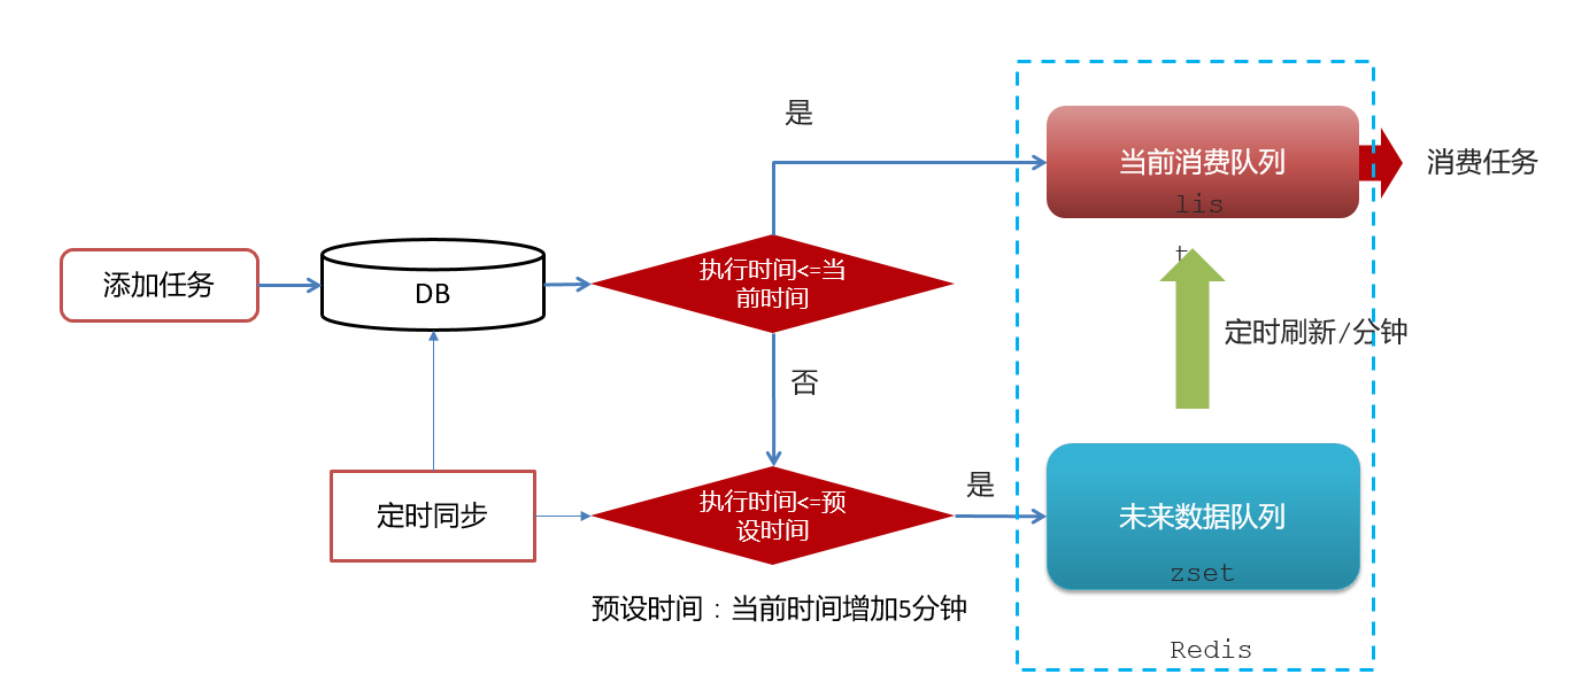 是
当前消费队列
lis
t
消费任务
添加任务
DB
执行时间<=当
前时间
定时刷新/分钟
否
定时同步
执行时间<=预
设时间
是
未来数据队列
zset
预设时间：当前时间增加5分钟
Redis